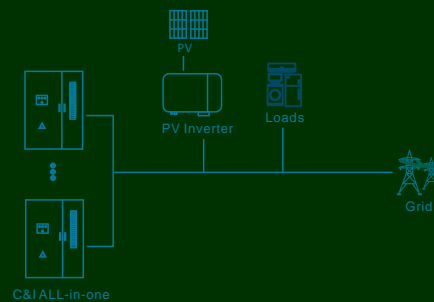 PV
PV Inverter
Loads
Grid
C&I ALL-in-one